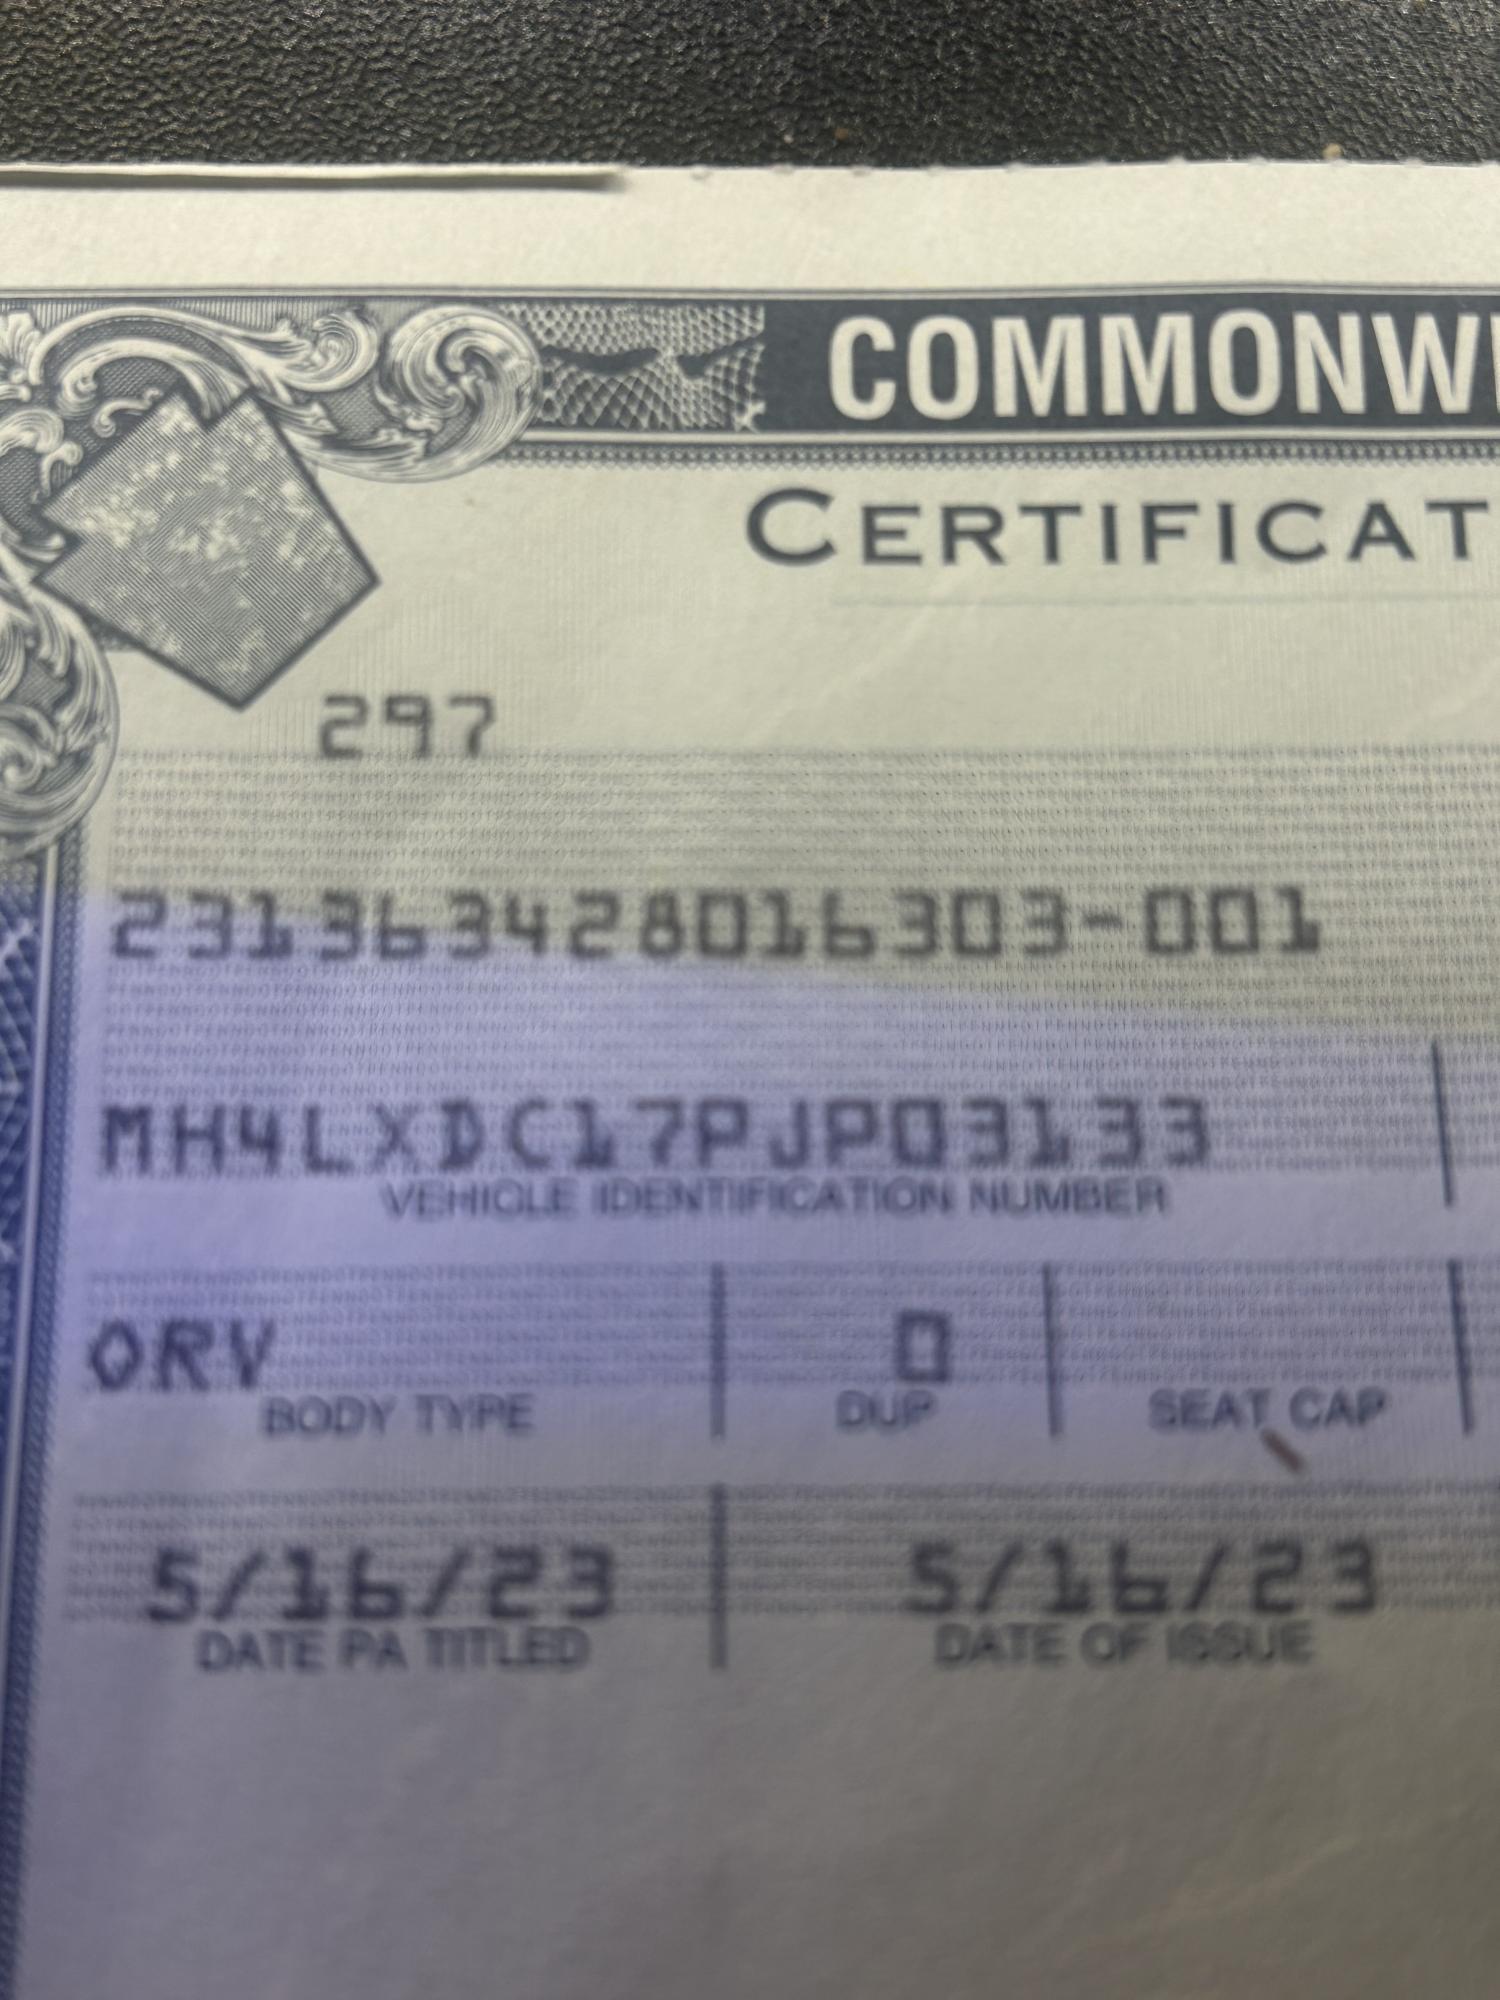 COMMONW
CERTIFICAT
297
231363428016303-001
MH4LXDC17PJP03133
VEHICLE IDENTIFICATION NUMBER
ORV 0
BODY TYPE DUP SEAT CAP
5/16/23 5/16/23
DATE PA TITLED DATE OF ISSUE